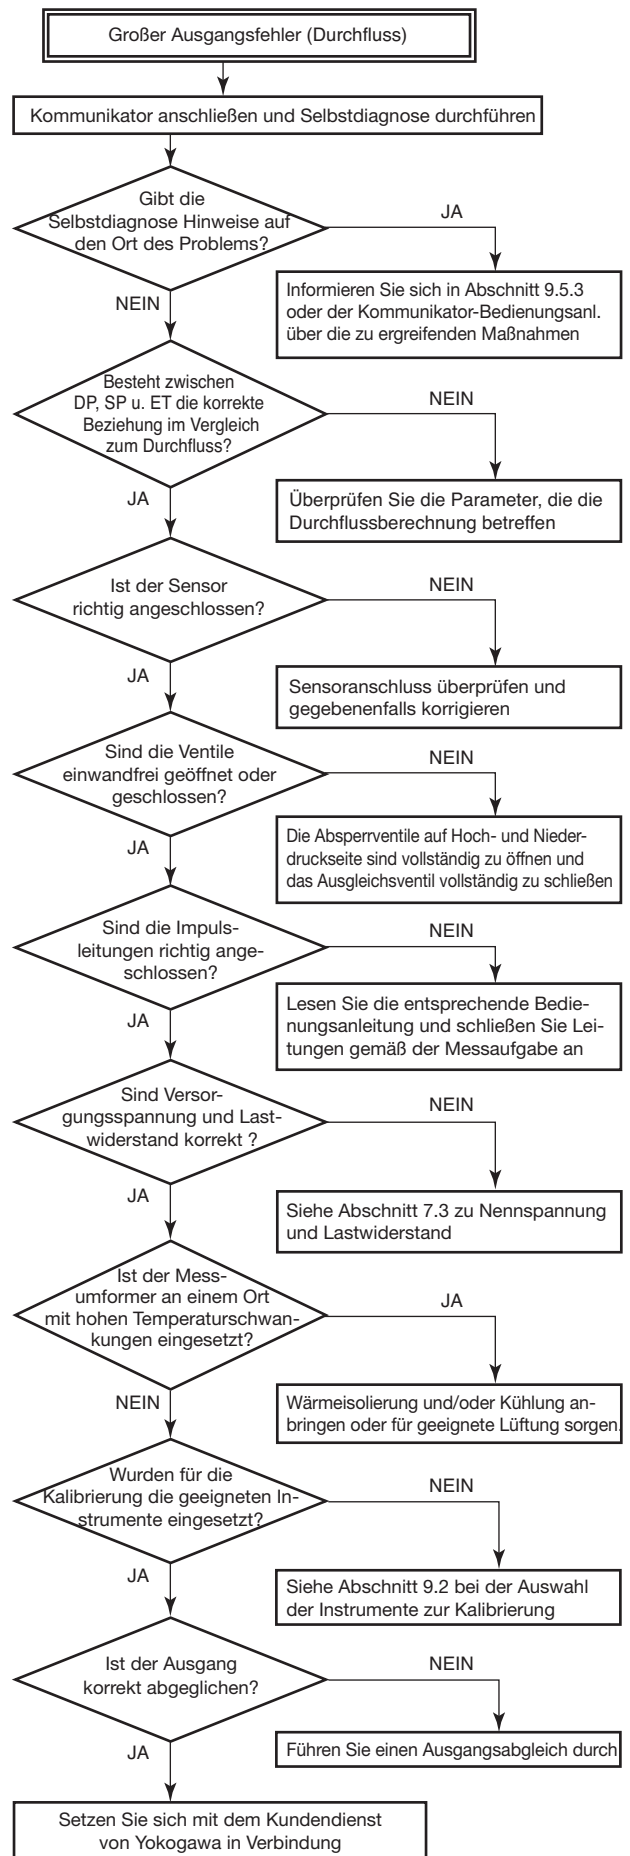 Großer Ausgangsfehler (Durchfluss)
Kommunikator anschließen und Selbstdiagnose durchführen
Gibt die
Selbstdiagnose Hinweise auf
den Ort des Problems?
JA
NEIN
Informieren Sie sich in Abschnitt 9.5.3
oder der Kommunikator-Bedienungsanl.
über die zu ergreifenden Maßnahmen
Besteht zwischen
DP, SP u. ET die korrekte
Beziehung im Vergleich
zum Durchfluss?
NEIN
JA
Überprüfen Sie die Parameter, die die
Durchflussberechnung betreffen
Ist der Sensor
richtig angeschlossen?
NEIN
JA
Sensoranschluss überprüfen und
gegebenenfalls korrigieren
Sind die Ventile
einwandfrei geöffnet oder
geschlossen?
NEIN
JA
Die Absperrventile auf Hoch- und Nieder-
druckseite sind vollständig zu öffnen und
das Ausgleichsventil vollständig zu schließen
Sind die Impuls-
leitungen richtig ange-
schlossen?
NEIN
JA
Lesen Sie die entsprechende Bedie-
nungsanleitung und schließen Sie Lei-
tungen gemäß der Messaufgabe an
Sind Versor-
gungsspannung und Last-
widerstand korrekt ?
NEIN
JA
Siehe Abschnitt 7.3 zu Nennspannung
und Lastwiderstand
Ist der Mess-
umformer an einem Ort
mit hohen Temperaturschwan-
kungen eingesetzt?
JA
NEIN
Wärmeisolierung und/oder Kühlung an-
bringen oder für geeignete Lüftung sorgen.
Wurden für die
Kalibrierung die geeigneten In-
strumente eingesetzt?
NEIN
JA
Siehe Abschnitt 9.2 bei der Auswahl
der Instrumente zur Kalibrierung
Ist der Ausgang
korrekt abgeglichen?
NEIN
JA
Führen Sie einen Ausgangsabgleich durch
Setzen Sie sich mit dem Kundendienst
von Yokogawa in Verbindung